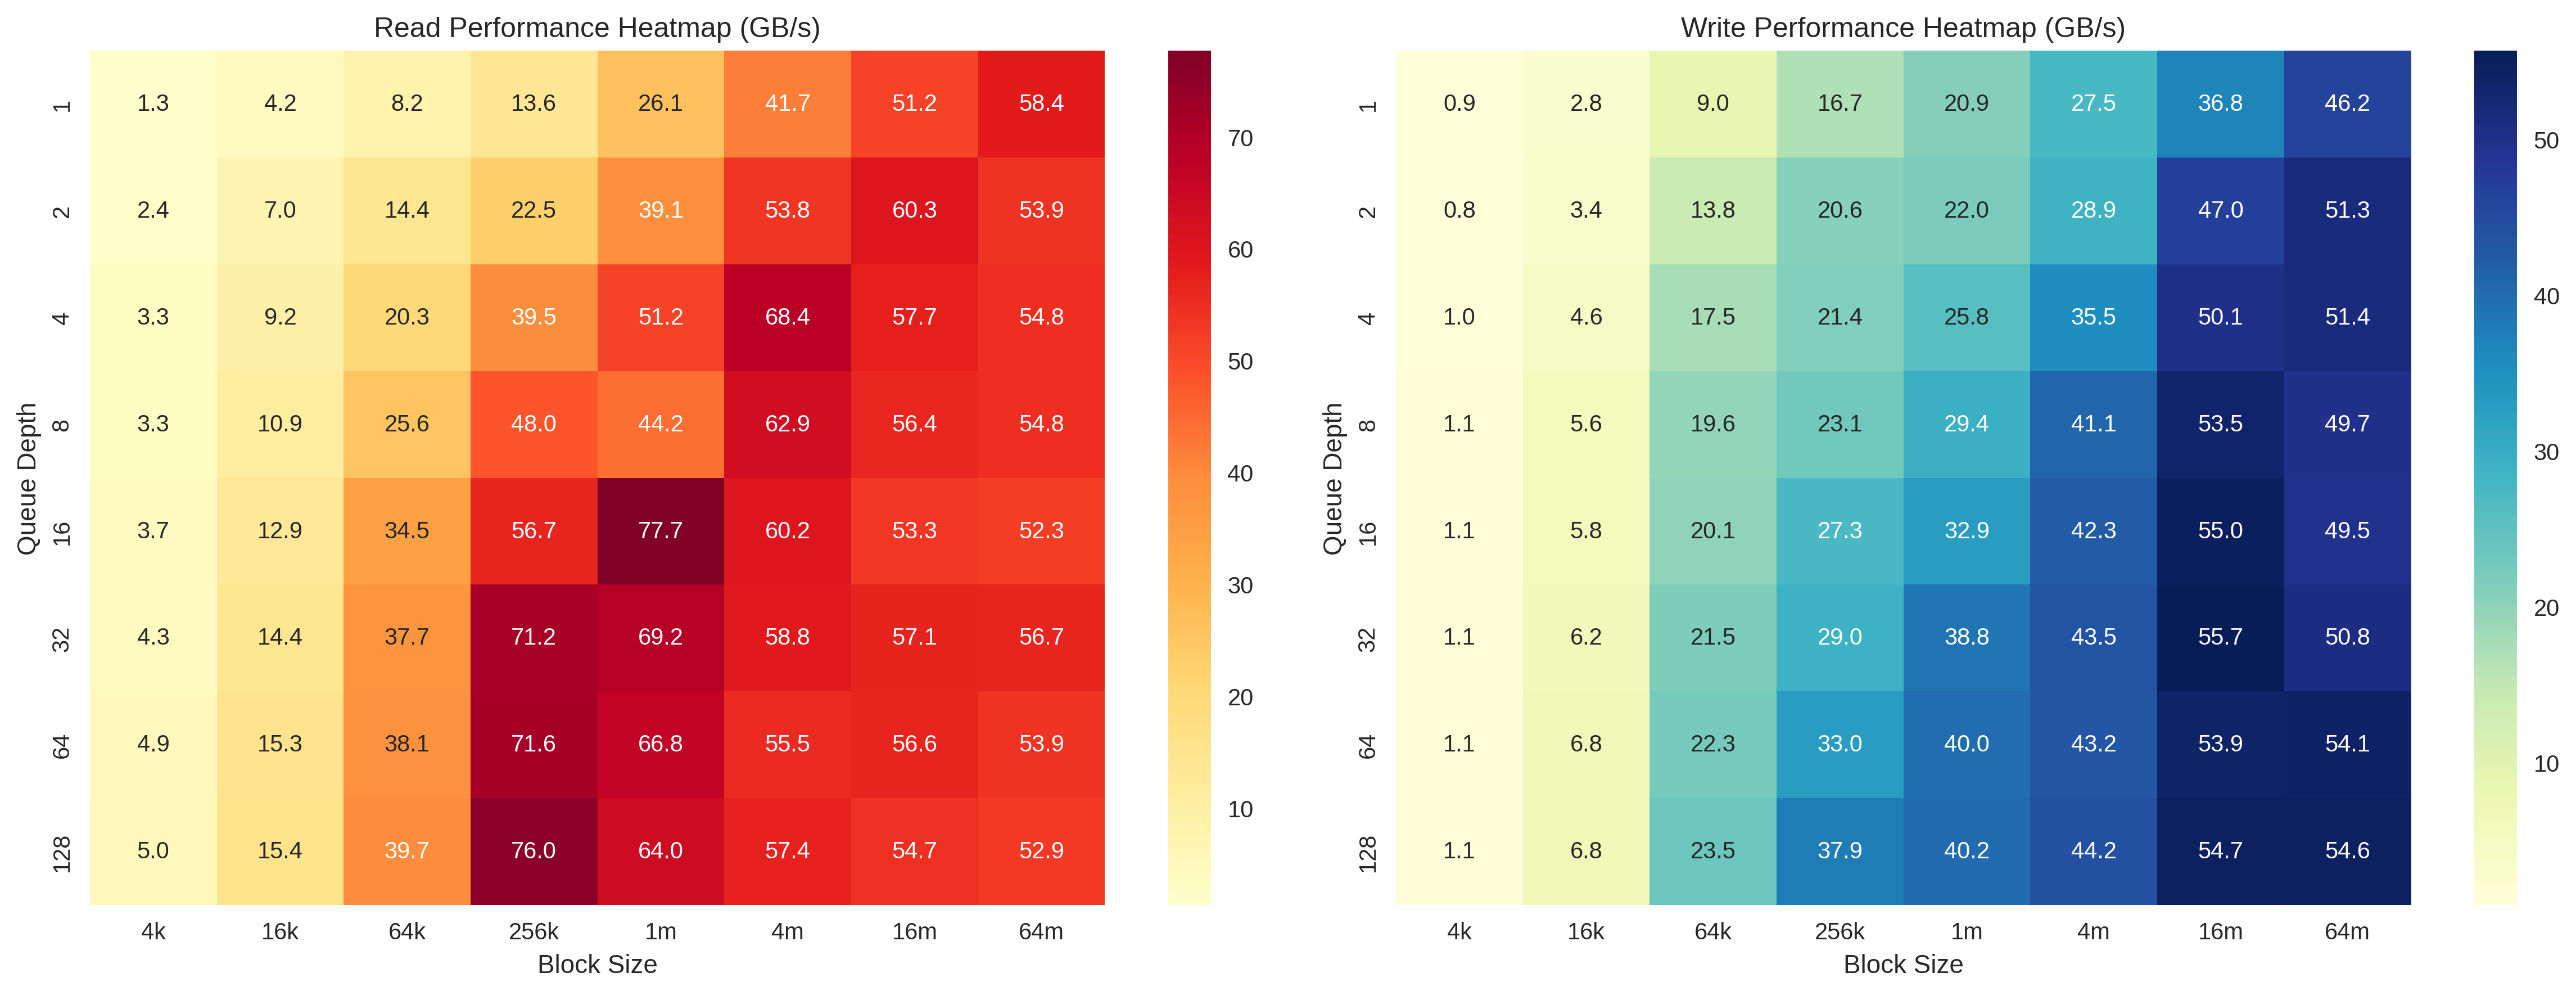 Read Performance Heatmap (GB/s)
1 1.3 4.2 8.2 13.6 26.1 41.7 51.2 58.4
2 2.4 7.0 14.4 22.5 39.1 53.8 60.3 53.9
4 3.3 9.2 20.3 39.5 51.2 68.4 57.7 54.8
8 3.3 10.9 25.6 48.0 44.2 62.9 56.4 54.8
16 3.7 12.9 34.5 56.7 77.7 60.2 53.3 52.3
32 4.3 14.4 37.7 71.2 69.2 58.8 57.1 56.7
64 4.9 15.3 38.1 71.6 66.8 55.5 56.6 53.9
128 5.0 15.4 39.7 76.0 64.0 57.4 54.7 52.9
Queue Depth
4k 16k 64k 256k 1m 4m 16m 64m
Block Size
70
60
50
40
30
20
10
Write Performance Heatmap (GB/s)
1 0.9 2.8 9.0 16.7 20.9 27.5 36.8 46.2
2 0.8 3.4 13.8 20.6 22.0 28.9 47.0 51.3
4 1.0 4.6 17.5 21.4 25.8 35.5 50.1 51.4
8 1.1 5.6 19.6 23.1 29.4 41.1 53.5 49.7
16 1.1 5.8 20.1 27.3 32.9 42.3 55.0 49.5
32 1.1 6.2 21.5 29.0 38.8 43.5 55.7 50.8
64 1.1 6.8 22.3 33.0 40.0 43.2 53.9 54.1
128 1.1 6.8 23.5 37.9 40.2 44.2 54.7 54.6
Queue Depth
4k 16k 64k 256k 1m 4m 16m 64m
Block Size
50
40
30
20
10